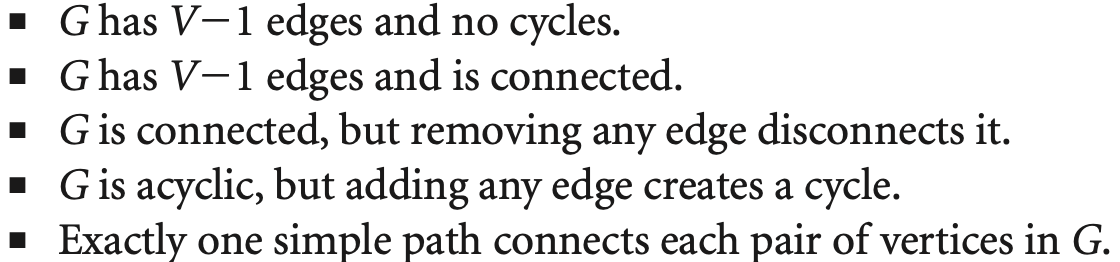 ▪ G has V−1 edges and no cycles.
▪ G has V−1 edges and is connected.
▪ G is connected, but removing any edge disconnects it.
▪ G is acyclic, but adding any edge creates a cycle.
▪ Exactly one simple path connects each pair of vertices in G.